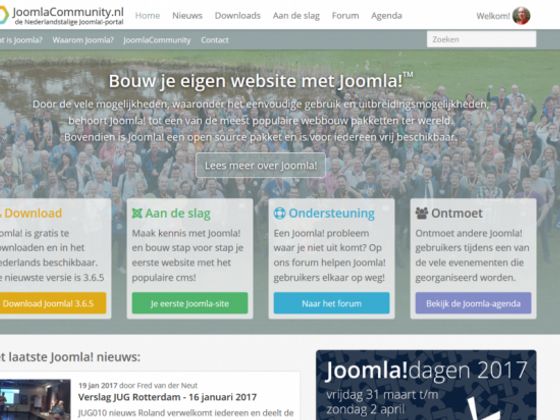 JoomlaCommunity.nl
de Nederlandstalige Joomla!-portal
Home Nieuws Downloads Aan de slag Forum Agenda Welkom!
t is Joomla? Waarom Joomla? JoomlaCommunity Contact Zoeken
Bouw je eigen website met Joomla!™
Door de vele mogelijkheden, waaronder het eenvoudige gebruik en uitbreidingsmogelijkheden,
behoort Joomla! tot een van de meest populaire webbouw pakketten ter wereld.
Bovendien is Joomla! een open source pakket en is voor iedereen vrij beschikbaar.
Lees meer over Joomla!
Download
omla! is gratis te
ownloaden en in het
ederlands beschikbaar.
e nieuwste versie is 3.6.5
Download Joomla! 3.6.5
Aan de slag
Maak kennis met Joomla!
en bouw stap voor stap je
eerste website met het
populaire cms!
Je eerste Joomla-site
Ondersteuning
Een Joomla! probleem
waar je niet uit komt? Op
ons forum helpen Joomla!
gebruikers elkaar op weg!
Naar het forum
Ontmoet
Ontmoet andere Joomla!
gebruikers tijdens een van
de vele evenementen die
georganiseerd worden.
Bekijk de Joomla-agenda
et laatste Joomla! nieuws:
19 jan 2017 door Fred van der Neut
Verslag JUG Rotterdam - 16 januari 2017
JUG010 nieuws Roland verwelkomt iedereen en deelt de
Joomla!dagen 2017
vrijdag 31 maart t/m
zondag 2 april